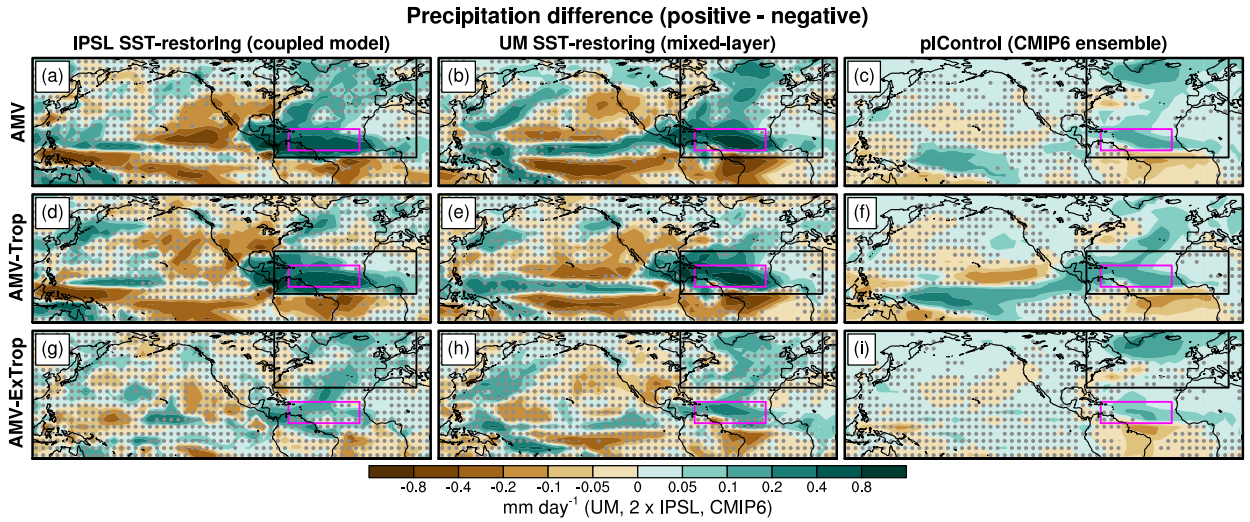 Precipitation difference (positive - negative)
IPSL SST-restorIng (coupled model)
UM SST-restoring (mixed-layer)
pIControl (CMIP6 ensemble)
AMV
(a)
(b)
(c)
AMV-Trop
(d)
(e)
(f)
AMV-ExTrop
(g)
(h)
(i)
-0.8 -0.4 -0.2 -0.1 -0.05 0 0.05 0.1 0.2 0.4 0.8
mm day⁻¹ (UM, 2 x IPSL, CMIP6)